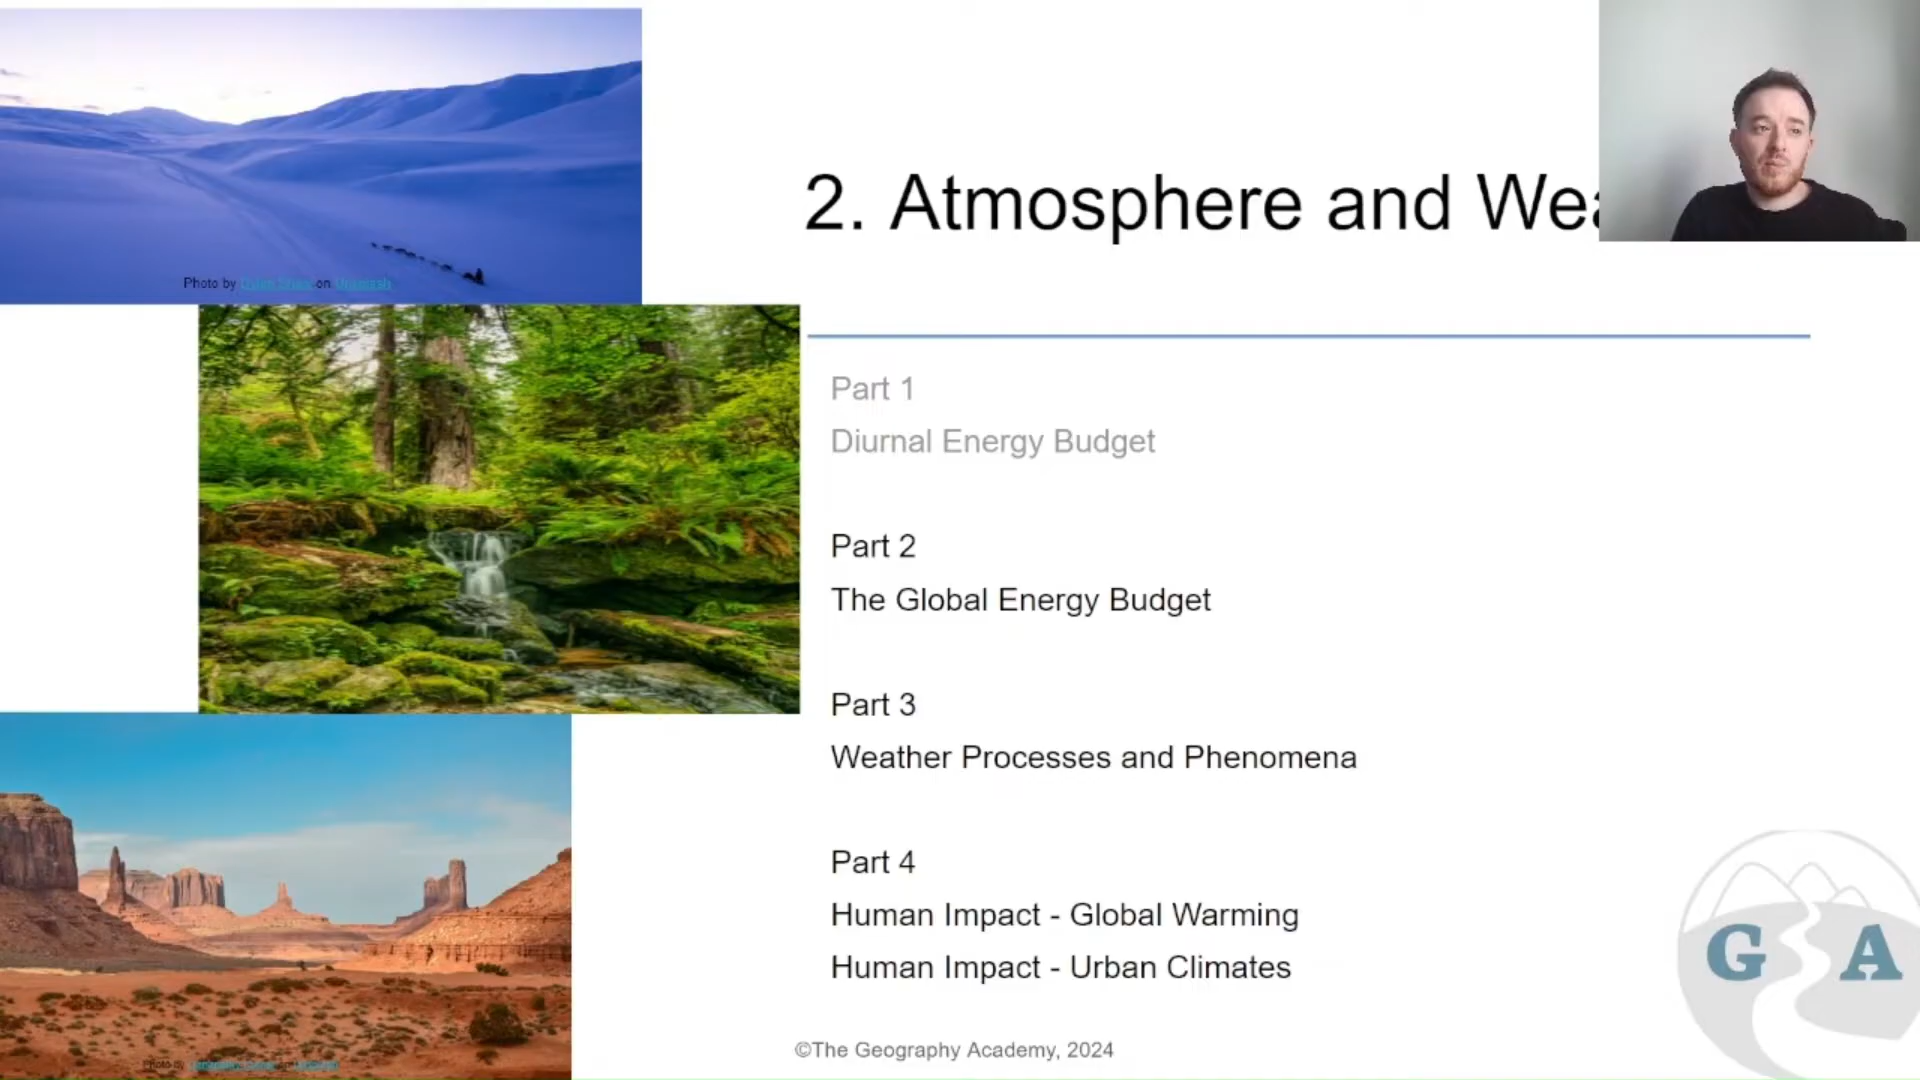 2. Atmosphere and Wea
Photo by on Unsplash
Part 1
Diurnal Energy Budget
Part 2
The Global Energy Budget
Part 3
Weather Processes and Phenomena
Part 4
Human Impact - Global Warming
Human Impact - Urban Climates
Photo by
©The Geography Academy, 2024
G A